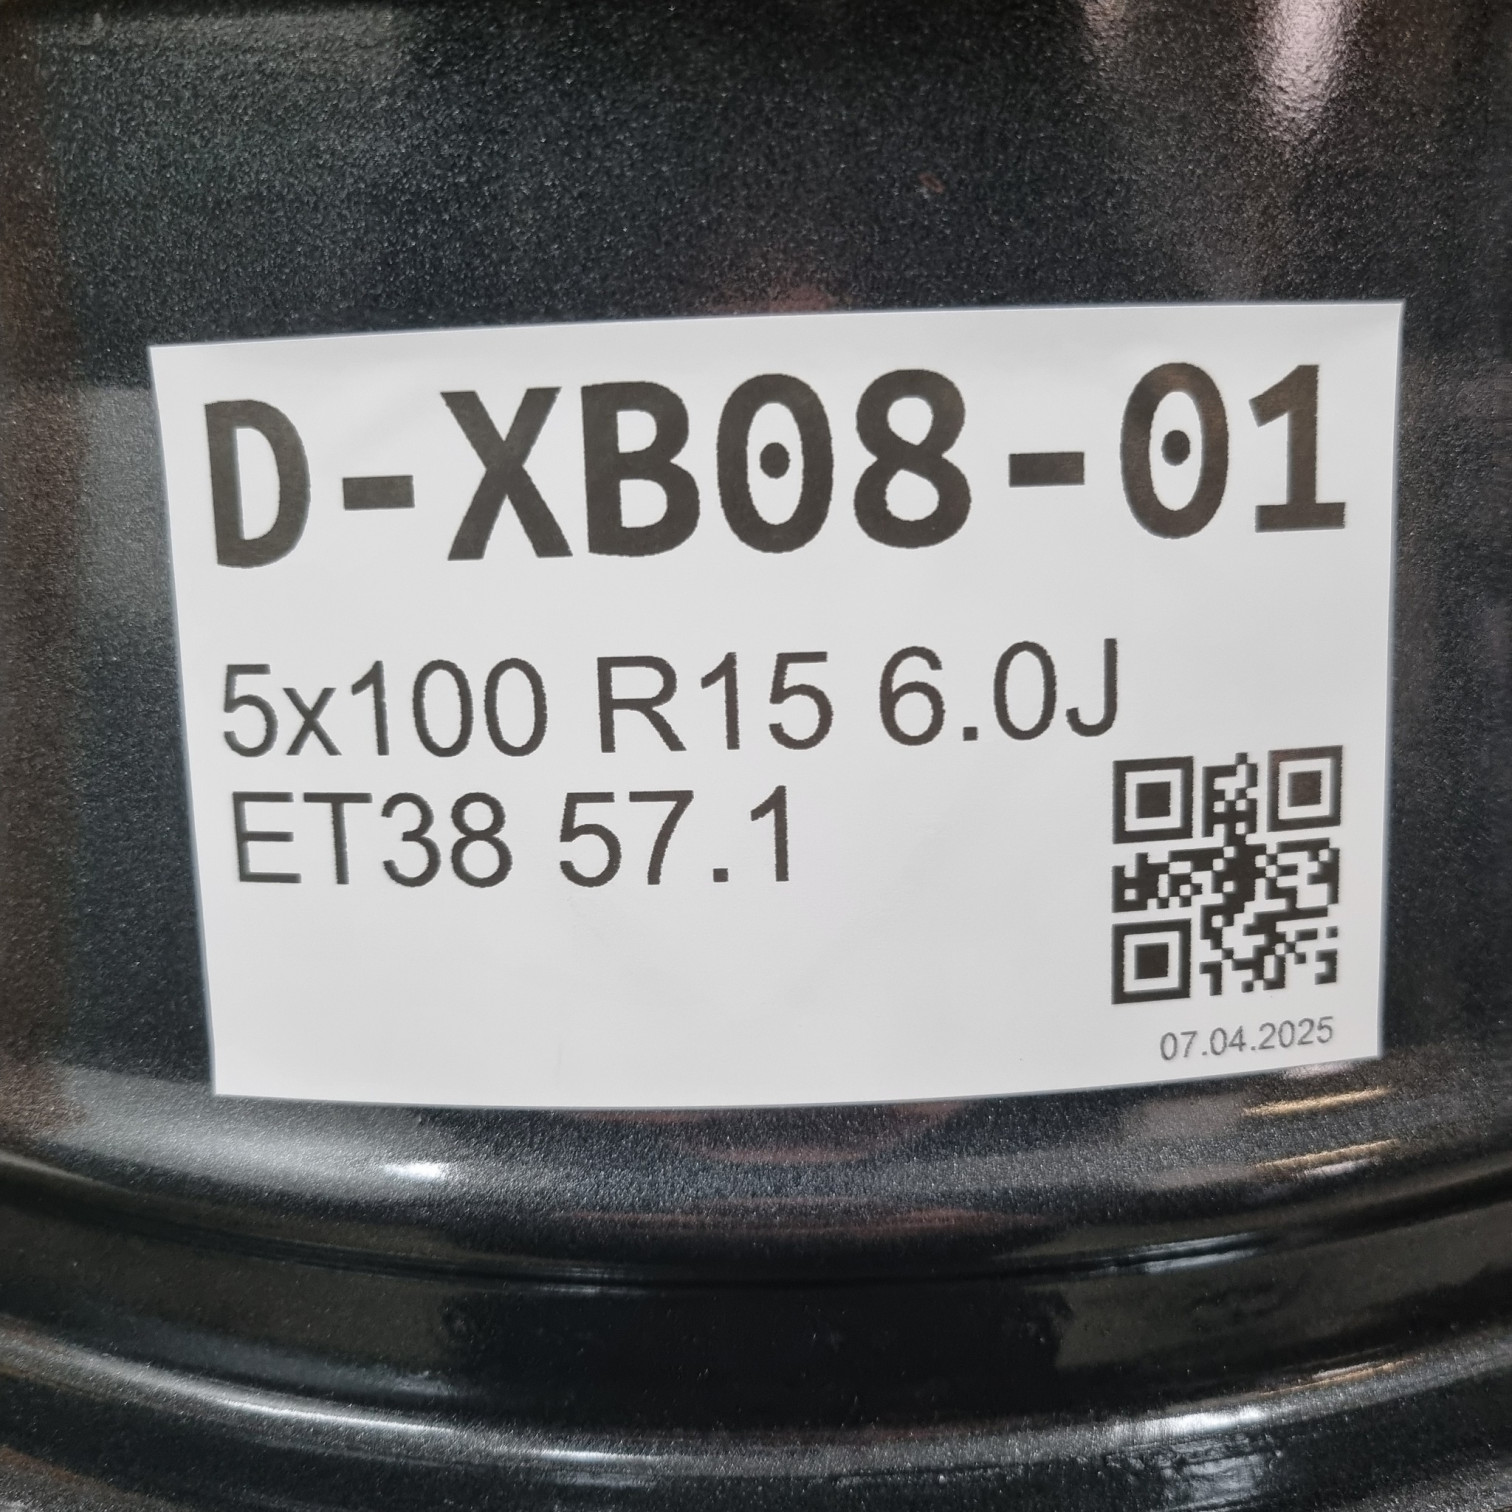 D-XB08-01
5x100 R15 6.0J
ET38 57.1
07.04.2025